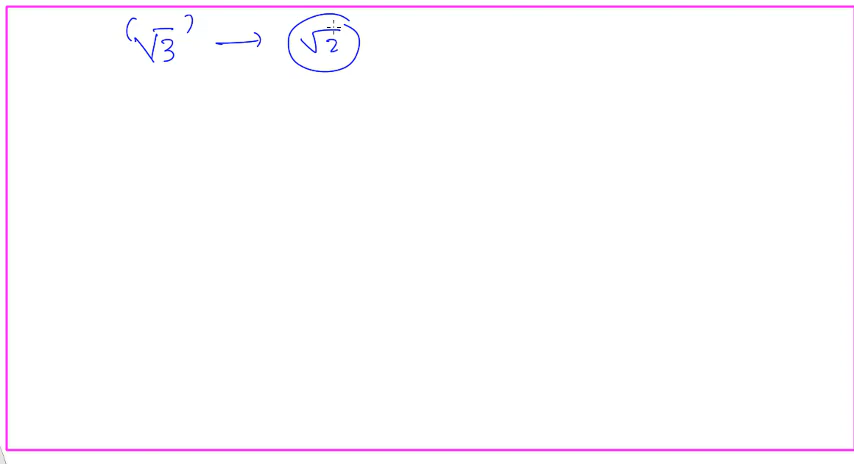 (√3) → √2